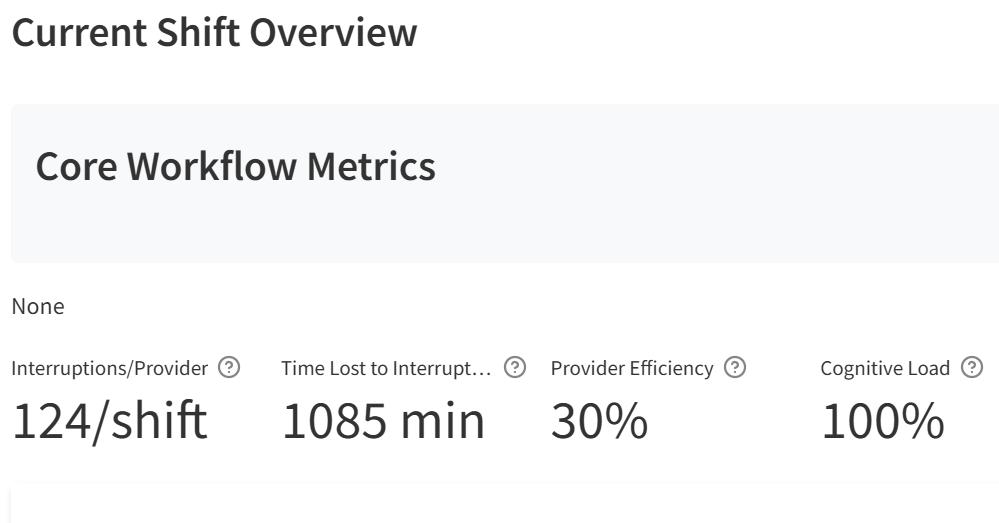 Current Shift Overview
Core Workflow Metrics
None
Interruptions/Provider ? Time Lost to Interrupt... ? Provider Efficiency ? Cognitive Load ?
124/shift 1085 min 30% 100%